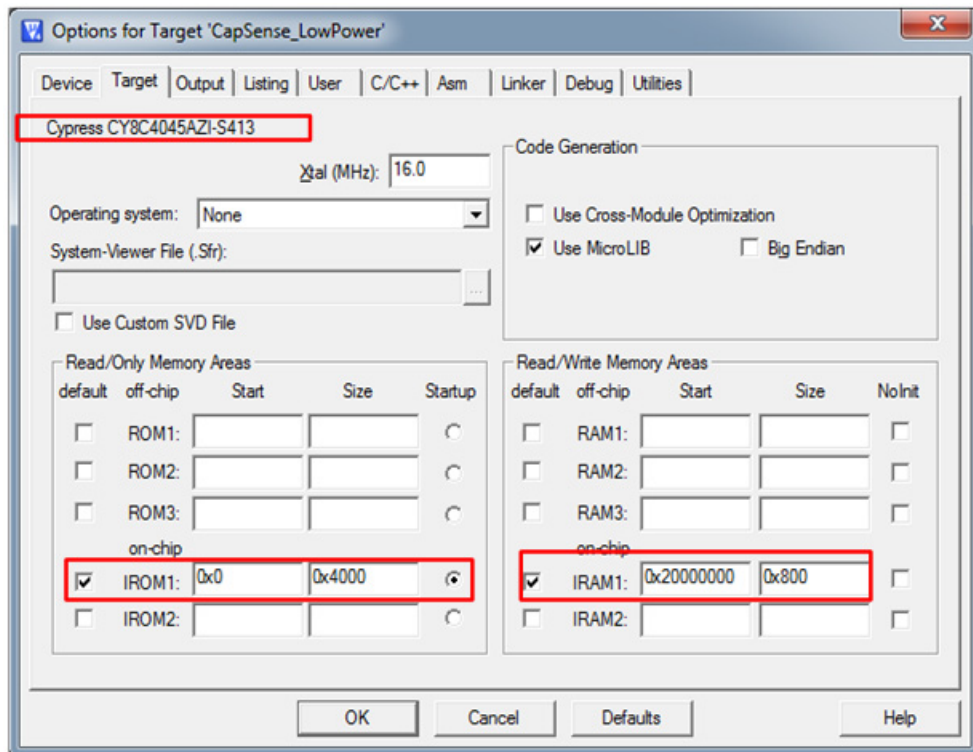 Options for Target 'CapSense_LowPower'
Device Target Output Listing User C/C++ Asm Linker Debug Utilities
Cypress CY8C4045AZI-S413
Xtal (MHz): 16.0
Operating system: None
System-Viewer File (.Sfr):
...
Use Custom SVD File
Code Generation
Use Cross-Module Optimization
Use MicroLIB Big Endian
Read/Only Memory Areas
default off-chip Start Size Startup
ROM1:
ROM2:
ROM3:
on-chip
IROM1: 0x0 0x4000
IROM2:
Read/Write Memory Areas
default off-chip Start Size NoInit
RAM1:
RAM2:
RAM3:
on-chip
IRAM1: 0x20000000 0x800
IRAM2:
OK Cancel Defaults Help